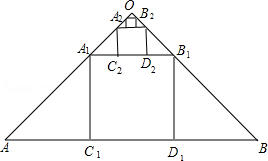 O
A₂ B₂
A₁ B₁
C₂ D₂
A C₁ D₁ B